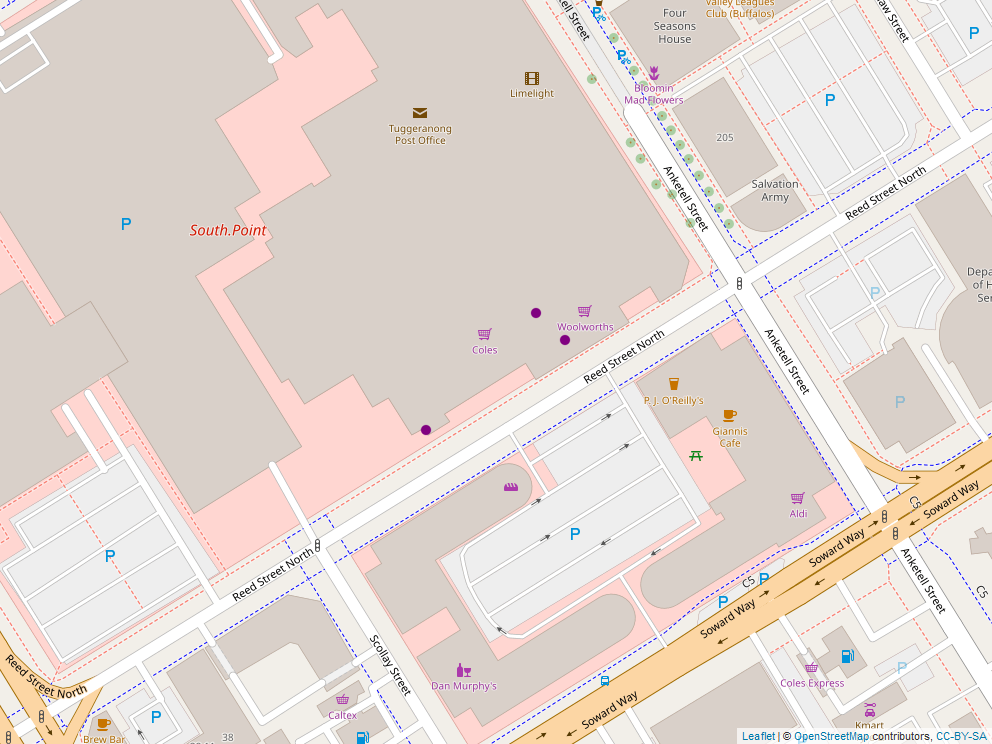 Valley Leagues
Club (Buffalos)
Four
Seasons
House
P
P
P
Limelight
Bloomin
Mad Flowers
P
Tuggeranong
Post Office
205
Anketell Street
Salvation
Army
Reed Street North
P
South.Point
P
Woolworths
Coles
Reed Street North
Anketell Street
P. J. O'Reilly's
Giannis
Cafe
P
Aldi
C5
Soward Way
P
P
Reed Street North
Soward Way
Anketell Street
C5
P
C5
P
Soward Way
Scollay Street
Dan Murphy's
Coles Express
P
Reed Street North
Caltex
Soward Way
Kmart
P
Brew Bar
38
Leaflet | © OpenStreetMap contributors, CC-BY-SA